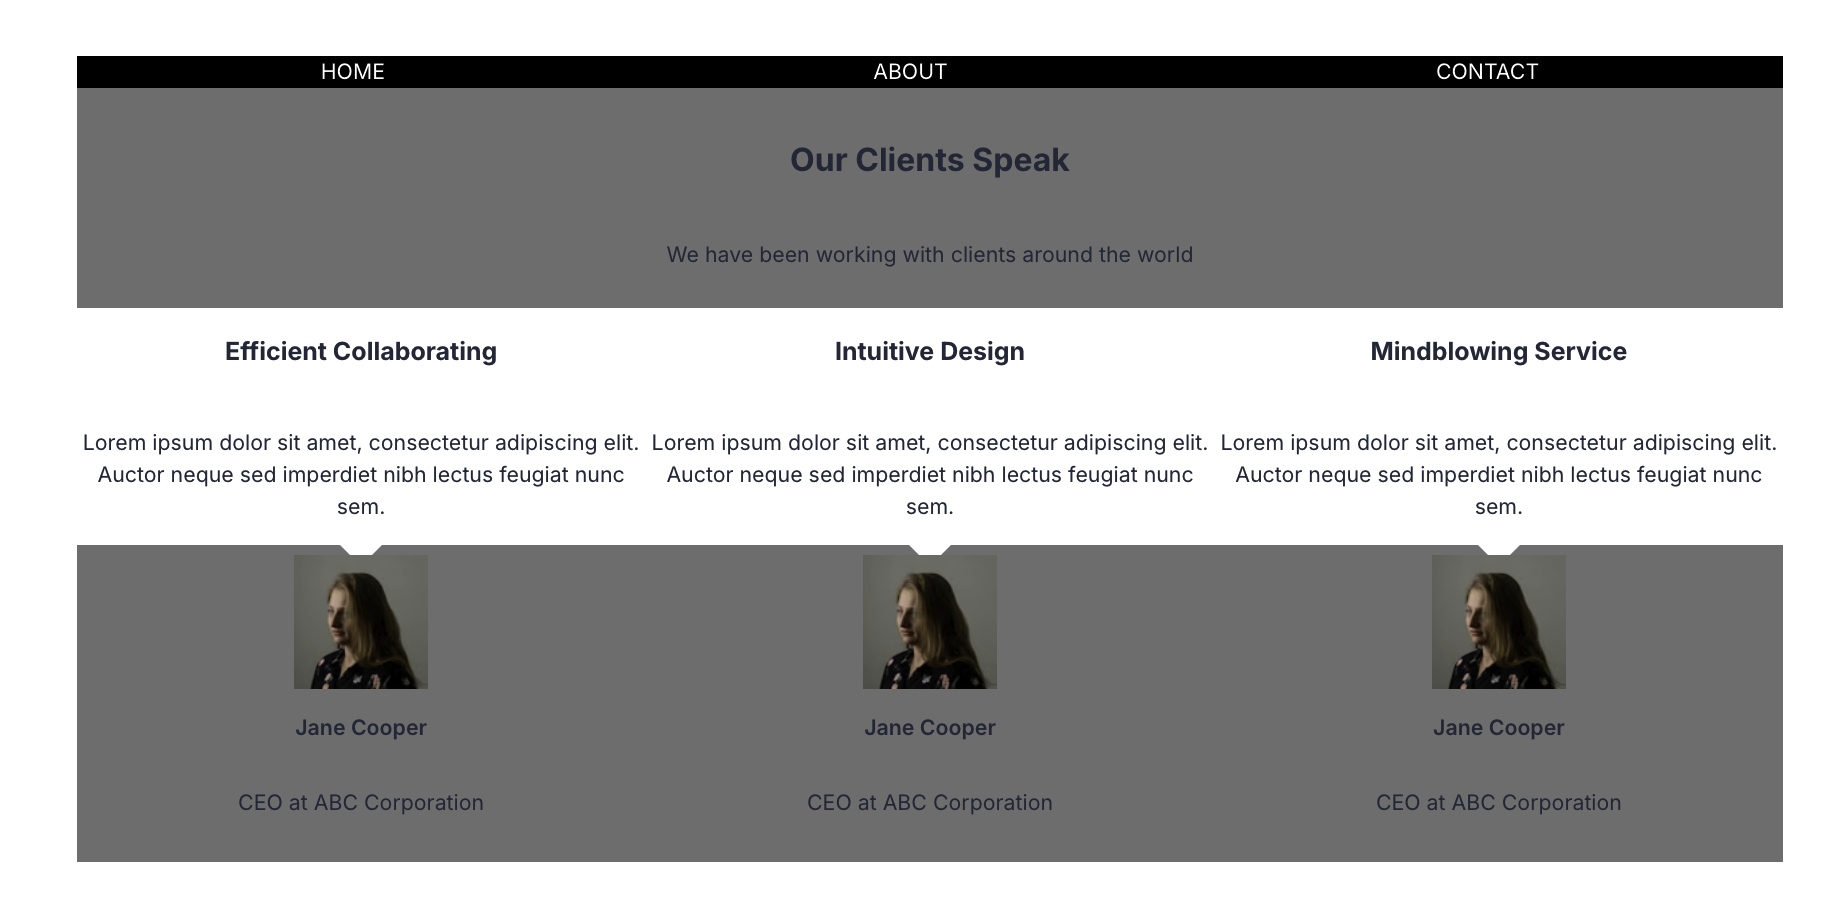 HOME ABOUT CONTACT
Our Clients Speak
We have been working with clients around the world
Efficient Collaborating
Lorem ipsum dolor sit amet, consectetur adipiscing elit.
Auctor neque sed imperdiet nibh lectus feugiat nunc
sem.
Intuitive Design
Lorem ipsum dolor sit amet, consectetur adipiscing elit.
Auctor neque sed imperdiet nibh lectus feugiat nunc
sem.
Mindblowing Service
Lorem ipsum dolor sit amet, consectetur adipiscing elit.
Auctor neque sed imperdiet nibh lectus feugiat nunc
sem.
Jane Cooper
CEO at ABC Corporation
Jane Cooper
CEO at ABC Corporation
Jane Cooper
CEO at ABC Corporation